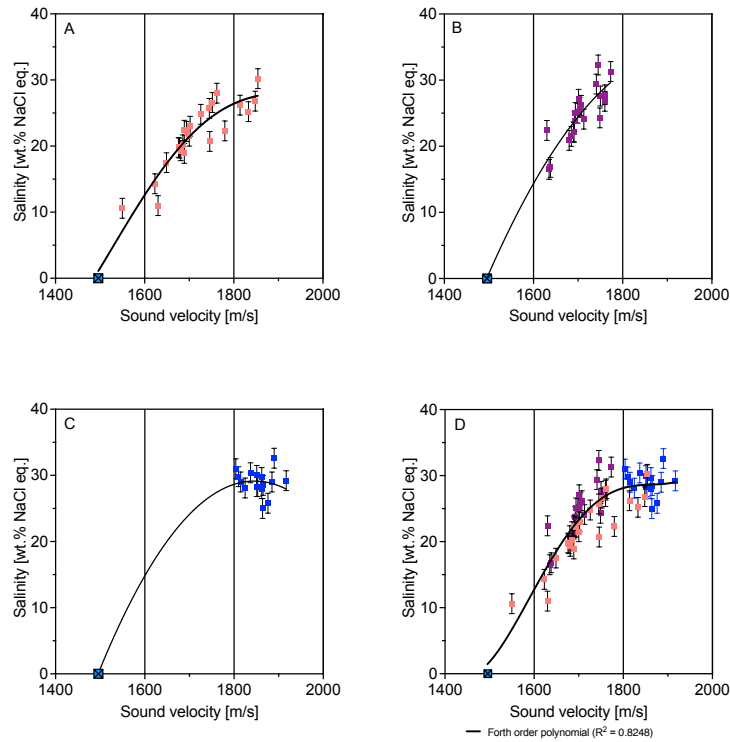 A
B
40
30
20
10
0
Salinity [wt.% NaCl eq.]
1400 1600 1800 2000
Sound velocity [m/s]
40
30
20
10
0
Salinity [wt.% NaCl eq.]
1400 1600 1800 2000
Sound velocity [m/s]
C
D
40
30
20
10
0
Salinity [wt.% NaCl eq.]
1400 1600 1800 2000
Sound velocity [m/s]
40
30
20
10
0
Salinity [wt.% NaCl eq.]
1400 1600 1800 2000
Sound velocity [m/s]
Forth order polynomial (R² = 0.8248)